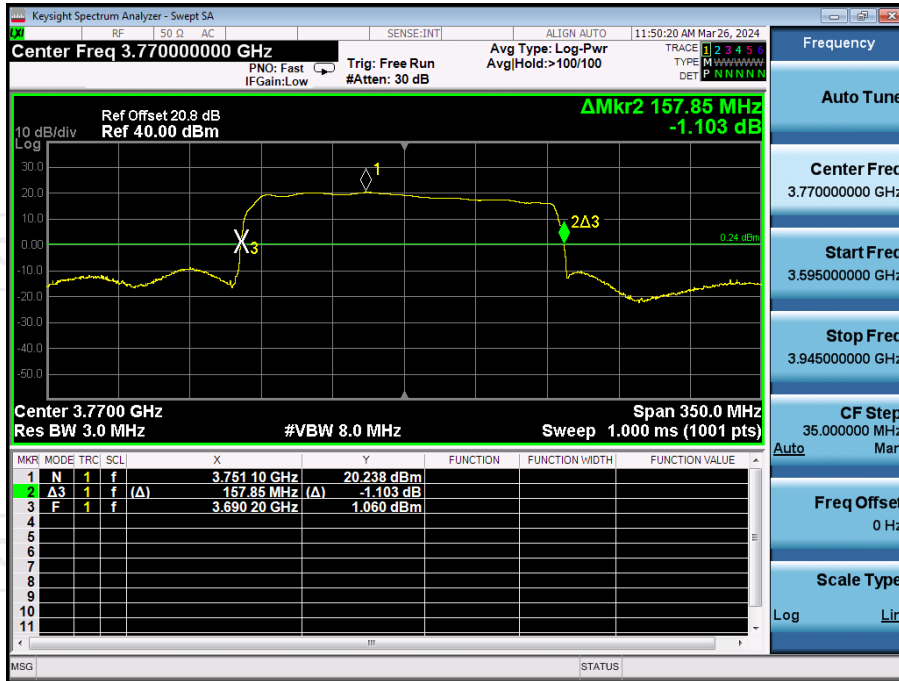 Keysight Spectrum Analyzer - Swept SA
LXI RF 50 Ω AC SENSE:INT ALIGN AUTO 11:50:20 AM Mar 26, 2024
Center Freq 3.770000000 GHz
PNO: Fast
IFGain:Low
Trig: Free Run
#Atten: 30 dB
Avg Type: Log-Pwr
Avg|Hold:>100/100
TRACE 1 2 3 4 5 6
TYPE M WWWWW
DET P N N N N N
ΔMkr2 157.85 MHz
-1.103 dB
Ref Offset 20.8 dB
10 dB/div Ref 40.00 dBm
Log
30.0
20.0
10.0
0.00
-10.0
-20.0
-30.0
-40.0
-50.0
1
2Δ3
3
0.24 dBm
Center 3.7700 GHz Span 350.0 MHz
Res BW 3.0 MHz #VBW 8.0 MHz Sweep 1.000 ms (1001 pts)
MKR MODE TRC SCL X Y FUNCTION FUNCTION WIDTH FUNCTION VALUE
1 N 1 f 3.751 10 GHz 20.238 dBm
2 Δ3 1 f (Δ) 157.85 MHz (Δ) -1.103 dB
3 F 1 f 3.690 20 GHz 1.060 dBm
4
5
6
7
8
9
10
11
MSG STATUS
Frequency
Auto Tune
Center Freq
3.770000000 GHz
Start Freq
3.595000000 GHz
Stop Freq
3.945000000 GHz
CF Step
35.000000 MHz
Auto Man
Freq Offset
0 Hz
Scale Type
Log Lin